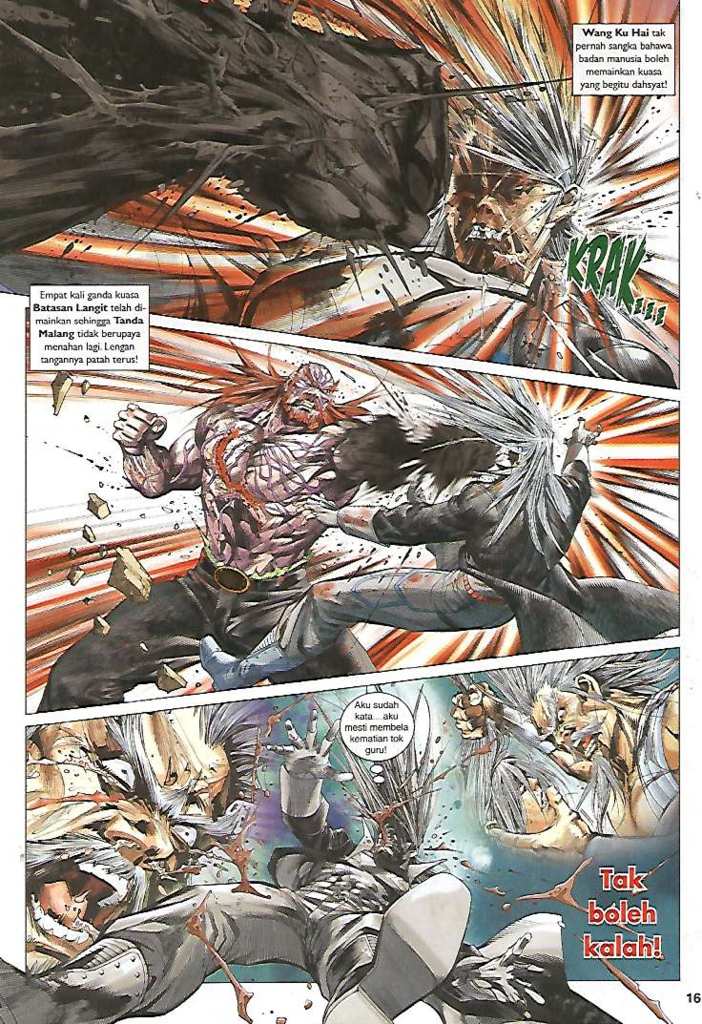 Wang Ku Hai tak
pernah sangka bahawa
badan manusia boleh
memainkan kuasa
yang begitu dahsyat!
KRAKzzz
Empat kali ganda kuasa
Batasan Langit telah di-
mainkan sehingga Tanda
Malang tidak berupaya
menahan lagi. Lengan
tangannya patah terus!
Aku sudah
kata...aku
mesti membela
kematian tok
guru!
Tak
boleh
kalah!
16